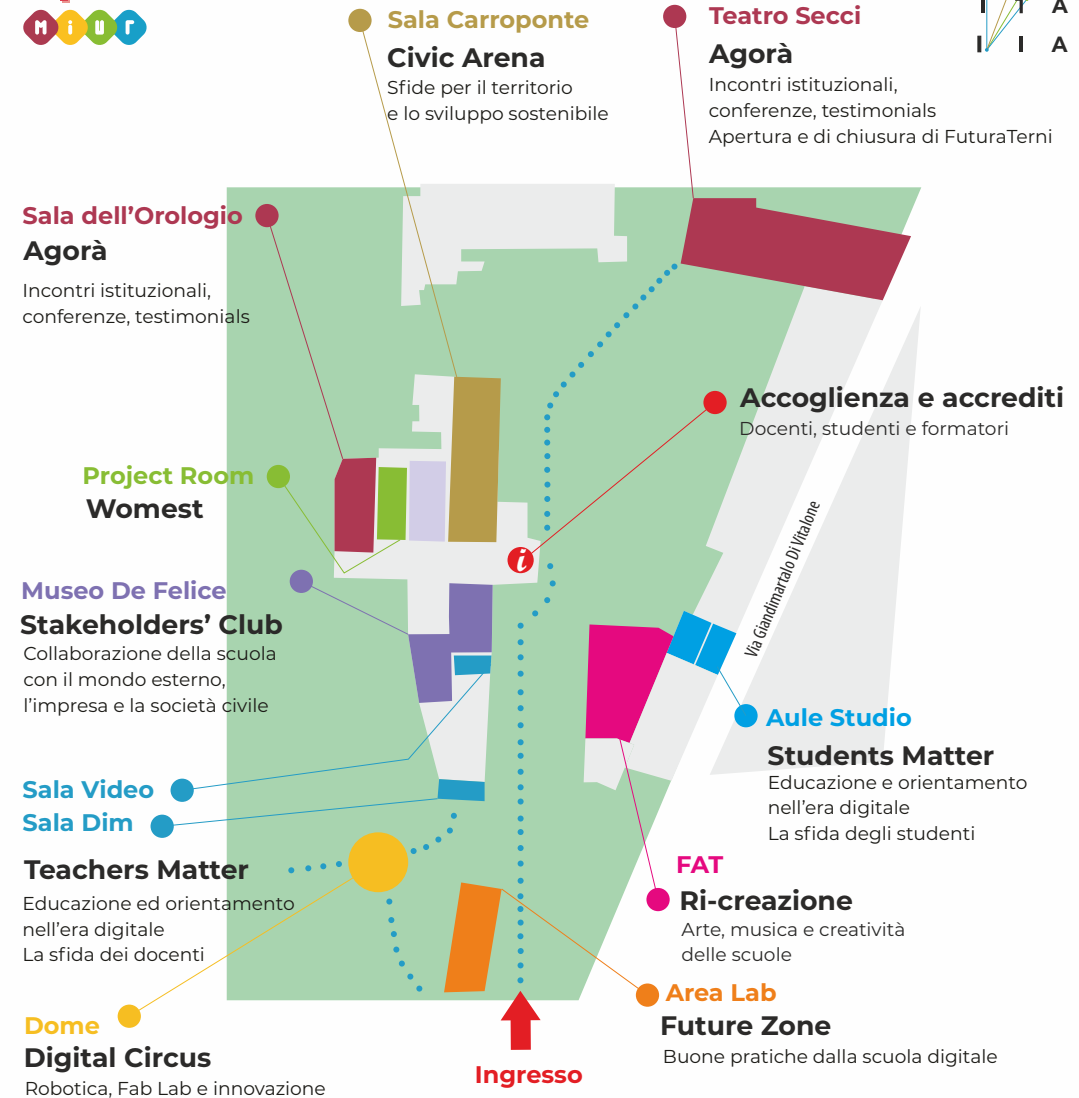 MIUR
I T A
I I A
Sala Carroponte
Civic Arena
Sfide per il territorio
e lo sviluppo sostenibile
Teatro Secci
Agorà
Incontri istituzionali,
conferenze, testimonials
Apertura e di chiusura di FuturaTerni
Sala dell’Orologio
Agorà
Incontri istituzionali,
conferenze, testimonials
Accoglienza e accrediti
Docenti, studenti e formatori
Project Room
Womest
i
Via Giandimartalo Di Vitalone
Museo De Felice
Stakeholders’ Club
Collaborazione della scuola
con il mondo esterno,
l’impresa e la società civile
Aule Studio
Students Matter
Educazione e orientamento
nell’era digitale
La sfida degli studenti
Sala Video
Sala Dim
Teachers Matter
Educazione ed orientamento
nell’era digitale
La sfida dei docenti
FAT
Ri-creazione
Arte, musica e creatività
delle scuole
Area Lab
Future Zone
Buone pratiche dalla scuola digitale
Dome
Digital Circus
Robotica, Fab Lab e innovazione
Ingresso